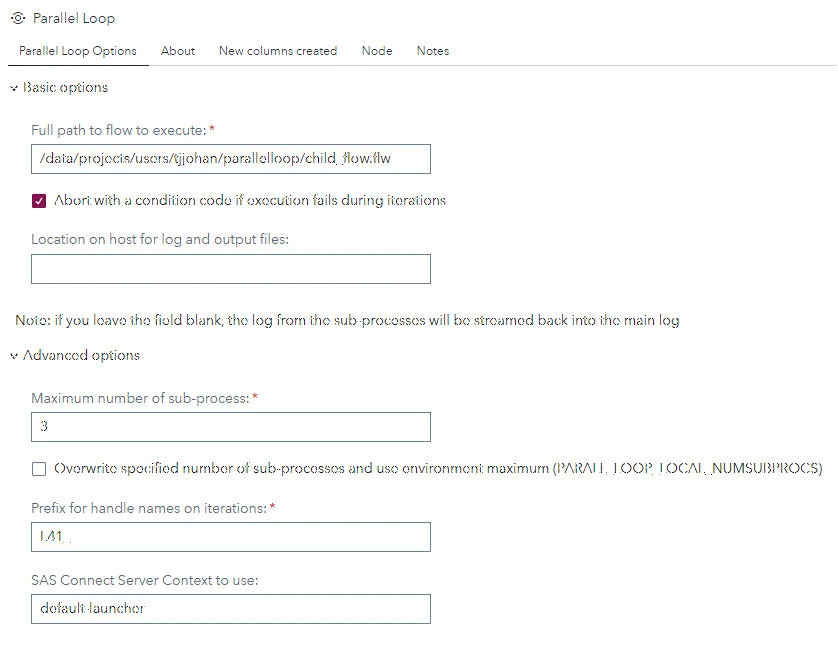 Parallel Loop
Parallel Loop Options About New columns created Node Notes
Basic options
Full path to flow to execute:*
/data/projects/users/tjjohan/parallelloop/child_flow.flw
Abort with a condition code if execution fails during iterations
Location on host for log and output files:
Note: if you leave the field blank, the log from the sub-processes will be streamed back into the main log
Advanced options
Maximum number of sub-process:*
3
Overwrite specified number of sub-processes and use environment maximum (PARALL_LOOP_LOCAL_NUMSUBPROCS)
Prefix for handle names on iterations:*
L41_
SAS Connect Server Context to use:
default-launcher